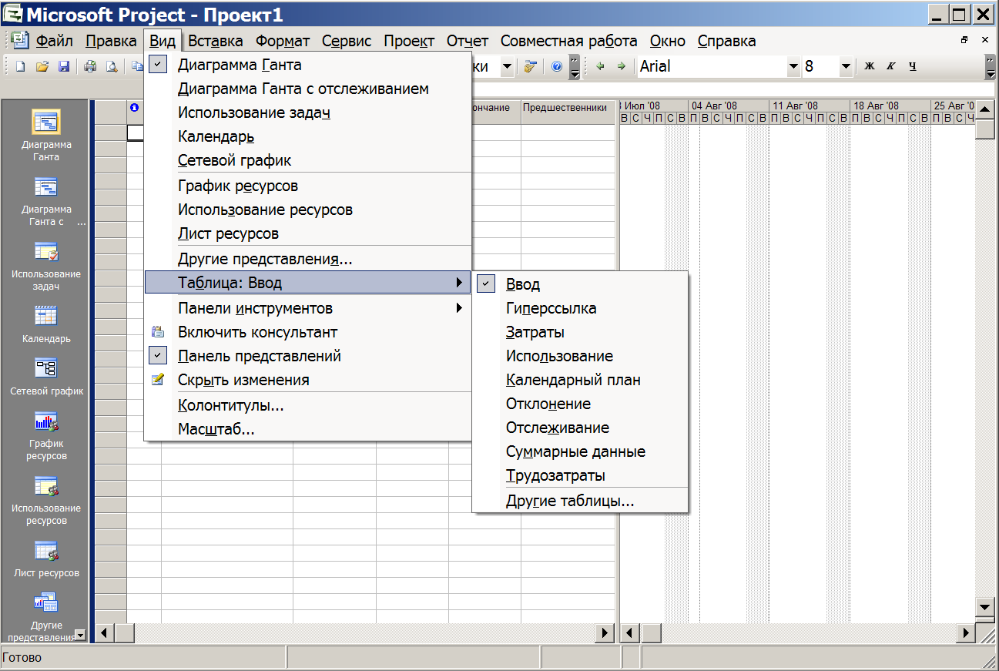 Microsoft Project - Проект1
Файл Правка Вид Вставка Формат Сервис Проект Отчет Совместная работа Окно Справка
ки Arial 8 Ж К Ч
Диаграмма Ганта
Диаграмма Ганта с отслеживанием
Использование задач
Календарь
Сетевой график
График ресурсов
Использование ресурсов
Лист ресурсов
Другие представления...
Таблица: Ввод
Панели инструментов
Включить консультант
Панель представлений
Скрыть изменения
Колонтитулы...
Масштаб...
Ввод
Гиперссылка
Затраты
Использование
Календарный план
Отклонение
Отслеживание
Суммарные данные
Трудозатраты
Другие таблицы...
ончание Предшественники
Июл '08 04 Авг '08 11 Авг '08 18 Авг '08 25 Авг '0
В С Ч П С В П В С Ч П С В П В С Ч П С В П В С Ч П С В П В С Ч
Диаграмма
Ганта
Диаграмма
Ганта с ...
Использование
задач
Календарь
Сетевой график
График
ресурсов
Использование
ресурсов
Лист ресурсов
Другие
представления
Готово